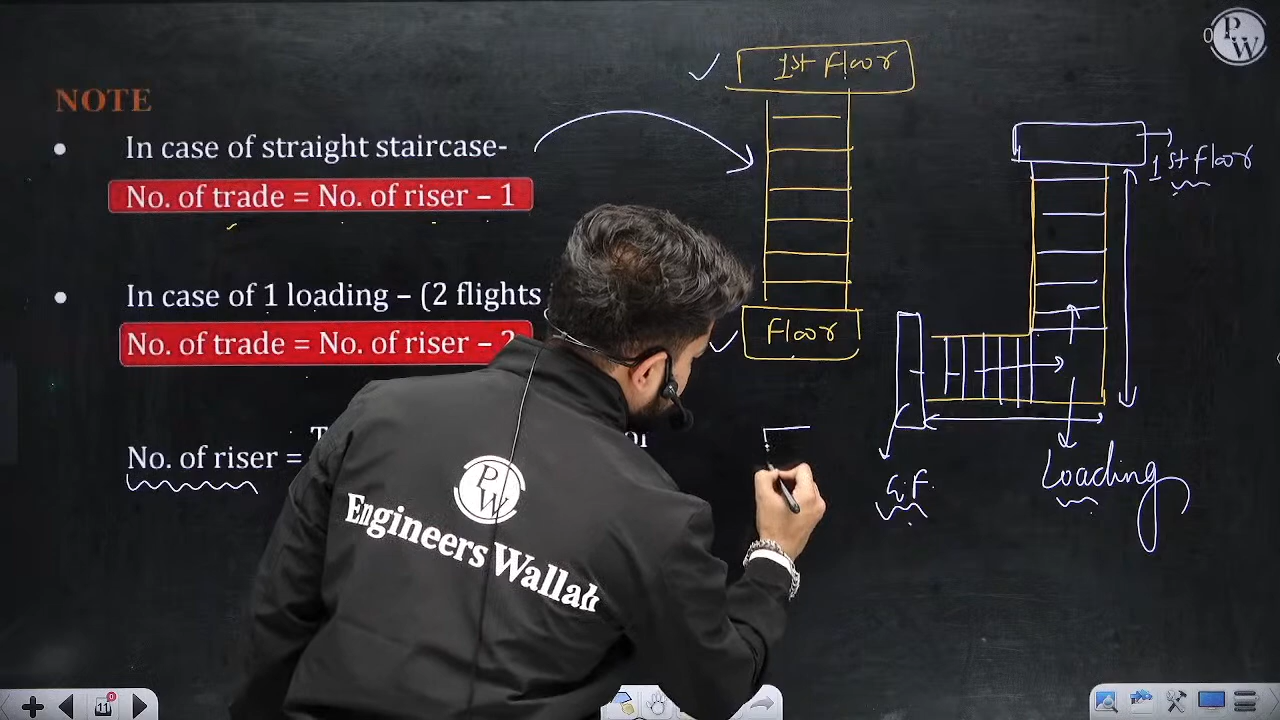 NOTE
In case of straight staircase-
No. of trade = No. of riser – 1
In case of 1 loading – (2 flights
No. of trade = No. of riser –
No. of riser =
1st Floor
Floor
1st floor
G.F.
Loading
PW
PW
Engineers Wallah
11